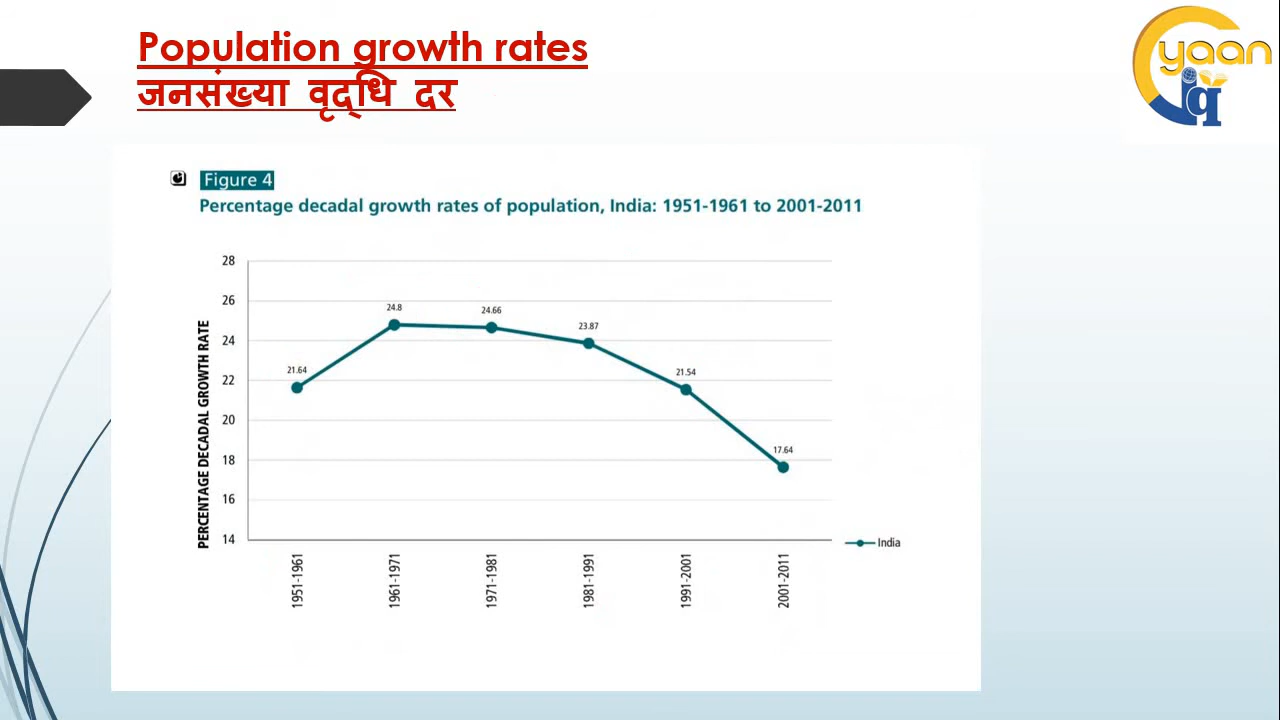 Population growth rates
जनसंख्या वृद्धि दर
yaan
iq
Figure 4
Percentage decadal growth rates of population, India: 1951-1961 to 2001-2011
PERCENTAGE DECADAL GROWTH RATE
28
26
24
22
20
18
16
14
21.64
24.8
24.66
23.87
21.54
17.64
1951-1961
1961-1971
1971-1981
1981-1991
1991-2001
2001-2011
India